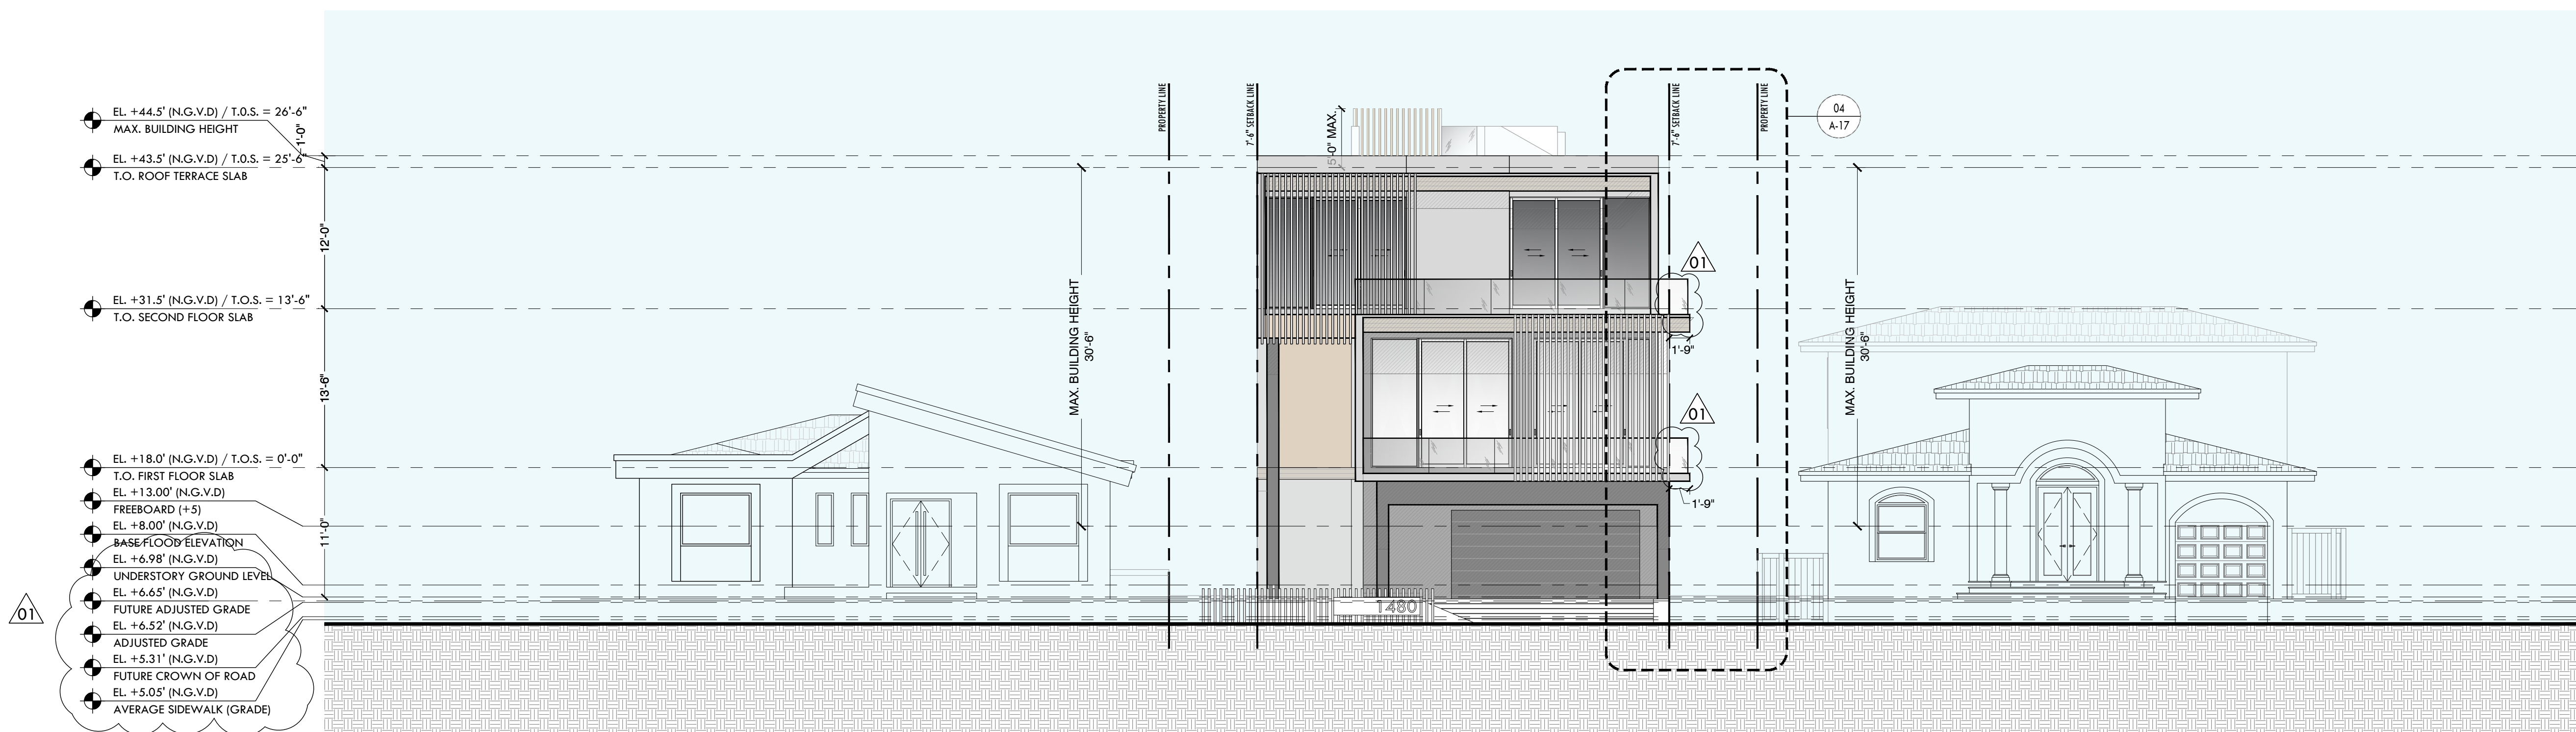 EL. +44.5' (N.G.V.D) / T.O.S. = 26'-6"
MAX. BUILDING HEIGHT
1'-0"
EL. +43.5' (N.G.V.D) / T.O.S. = 25'-6"
T.O. ROOF TERRACE SLAB
12'-0"
EL. +31.5' (N.G.V.D) / T.O.S. = 13'-6"
T.O. SECOND FLOOR SLAB
13'-6"
EL. +18.0' (N.G.V.D) / T.O.S. = 0'-0"
T.O. FIRST FLOOR SLAB
EL. +13.00' (N.G.V.D)
FREEBOARD (+5)
11'-0"
EL. +8.00' (N.G.V.D)
BASE FLOOD ELEVATION
EL. +6.98' (N.G.V.D)
UNDERSTORY GROUND LEVEL
EL. +6.65' (N.G.V.D)
FUTURE ADJUSTED GRADE
EL. +6.52' (N.G.V.D)
ADJUSTED GRADE
EL. +5.31' (N.G.V.D)
FUTURE CROWN OF ROAD
EL. +5.05' (N.G.V.D)
AVERAGE SIDEWALK (GRADE)
01
MAX. BUILDING HEIGHT
30'-6"
PROPERTY LINE
7'-6" SETBACK LINE
5'-0" MAX.
1480
7'-6" SETBACK LINE
PROPERTY LINE
04
A-17
01
1'-9"
01
1'-9"
MAX. BUILDING HEIGHT
30'-6"